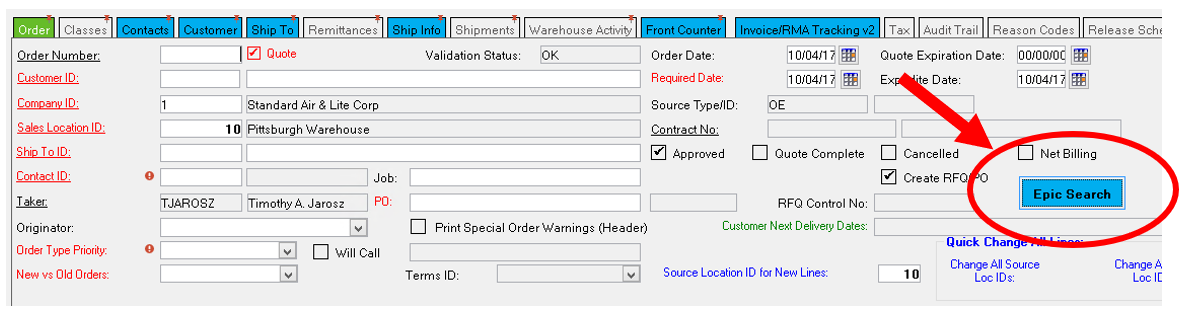 Order Classes Contacts Customer Ship To Remittances Ship Info Shipments Warehouse Activity Front Counter Invoice/RMA Tracking v2 Tax Audit Trail Reason Codes Release Sche
Order Number: Quote Validation Status: OK Order Date: 10/04/17 Quote Expiration Date: 00/00/00
Customer ID: Required Date: 10/04/17 Expedite Date: 10/04/17
Company ID: 1 Standard Air & Lite Corp Source Type/ID: OE
Sales Location ID: 10 Pittsburgh Warehouse Contract No:
Ship To ID: Approved Quote Complete Cancelled Net Billing
Contact ID: Job: Create RFQ/PO
Taker: TJAROSZ Timothy A. Jarosz PO: RFQ Control No: Epic Search
Originator: Print Special Order Warnings (Header) Customer Next Delivery Dates:
Quick Change All Lines:
Order Type Priority: Will Call Change All Source Loc IDs: Change A Loc ID
New vs Old Orders: Terms ID: Source Location ID for New Lines: 10